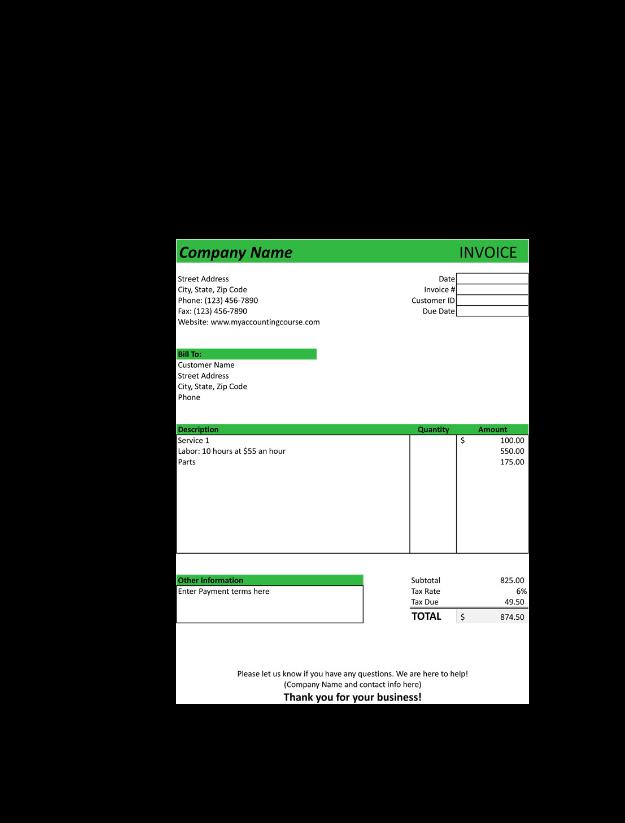 Company Name INVOICE
Street Address Date
City, State, Zip Code Invoice #
Phone: (123) 456-7890 Customer ID
Fax: (123) 456-7890 Due Date
Website: www.myaccountingcourse.com
Bill To:
Customer Name
Street Address
City, State, Zip Code
Phone
Description Quantity Amount
Service 1 $ 100.00
Labor: 10 hours at $55 an hour 550.00
Parts 175.00
Other Information Subtotal 825.00
Enter Payment terms here Tax Rate 6%
Tax Due 49.50
TOTAL $ 874.50
Please let us know if you have any questions. We are here to help!
(Company Name and contact info here)
Thank you for your business!